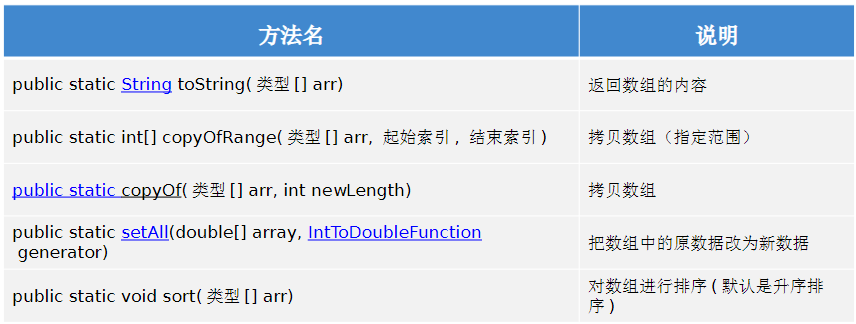 方法名
说明
public static String toString( 类型 [] arr)
返回数组的内容
public static int[] copyOfRange( 类型 [] arr, 起始索引 , 结束索引 )
拷贝数组（指定范围）
public static copyOf( 类型 [] arr, int newLength)
拷贝数组
public static setAll(double[] array, IntToDoubleFunction
generator)
把数组中的原数据改为新数据
public static void sort( 类型 [] arr)
对数组进行排序 ( 默认是升序排
序 )